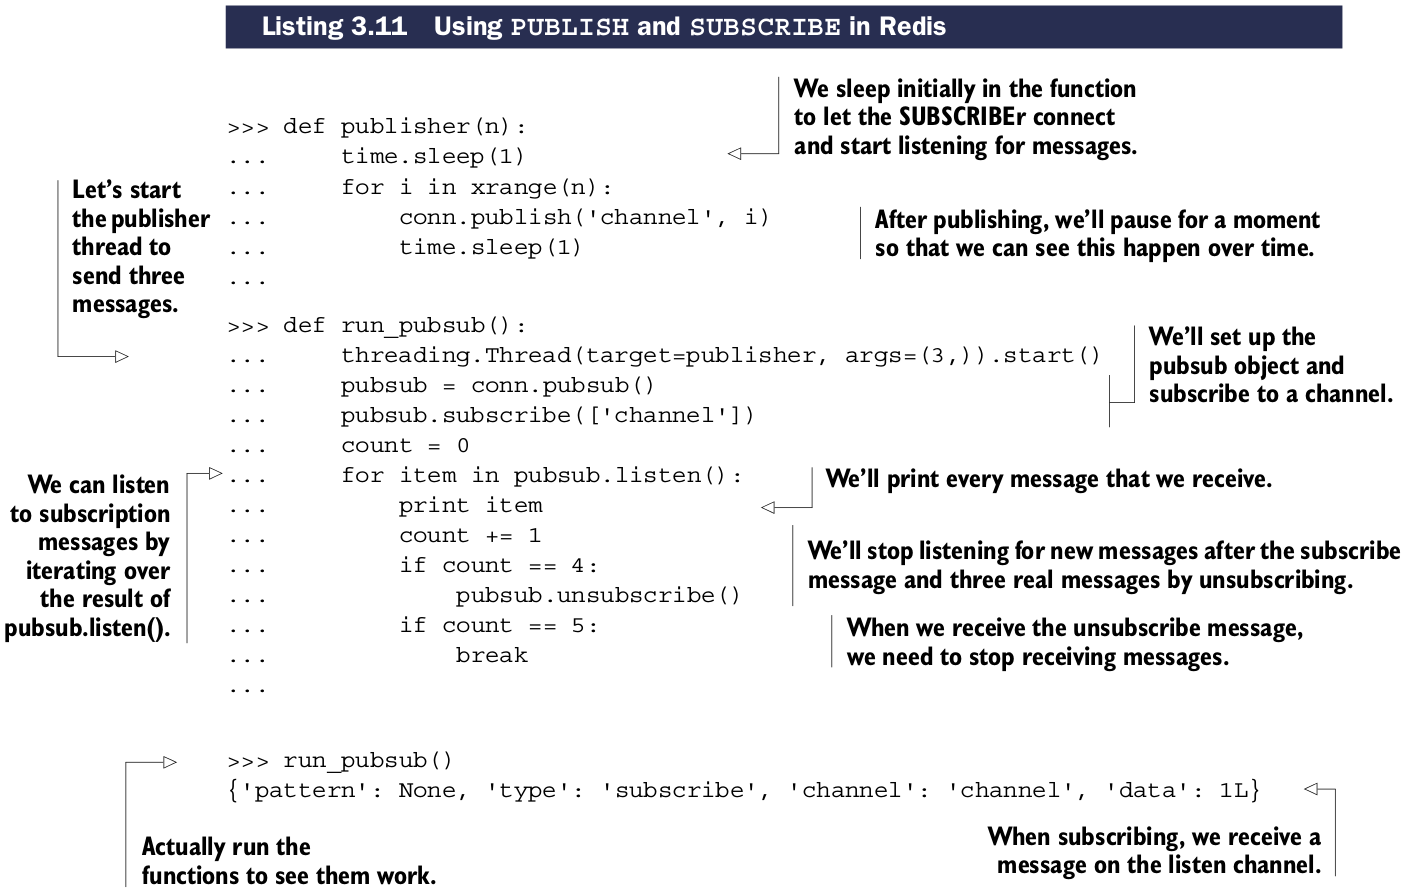 Listing 3.11 Using PUBLISH and SUBSCRIBE in Redis
We sleep initially in the function
to let the SUBSCRIBEr connect
and start listening for messages.
>>> def publisher(n):
...     time.sleep(1)
...     for i in xrange(n):
...         conn.publish('channel', i)
...         time.sleep(1)
...
Let's start
the publisher
thread to
send three
messages.
After publishing, we'll pause for a moment
so that we can see this happen over time.
>>> def run_pubsub():
...     threading.Thread(target=publisher, args=(3,)).start()
...     pubsub = conn.pubsub()
...     pubsub.subscribe(['channel'])
...     count = 0
...     for item in pubsub.listen():
...         print item
...         count += 1
...         if count == 4:
...             pubsub.unsubscribe()
...         if count == 5:
...             break
...
We'll set up the
pubsub object and
subscribe to a channel.
We can listen
to subscription
messages by
iterating over
the result of
pubsub.listen().
We'll print every message that we receive.
We'll stop listening for new messages after the subscribe
message and three real messages by unsubscribing.
When we receive the unsubscribe message,
we need to stop receiving messages.
>>> run_pubsub()
{'pattern': None, 'type': 'subscribe', 'channel': 'channel', 'data': 1L}
Actually run the
functions to see them work.
When subscribing, we receive a
message on the listen channel.